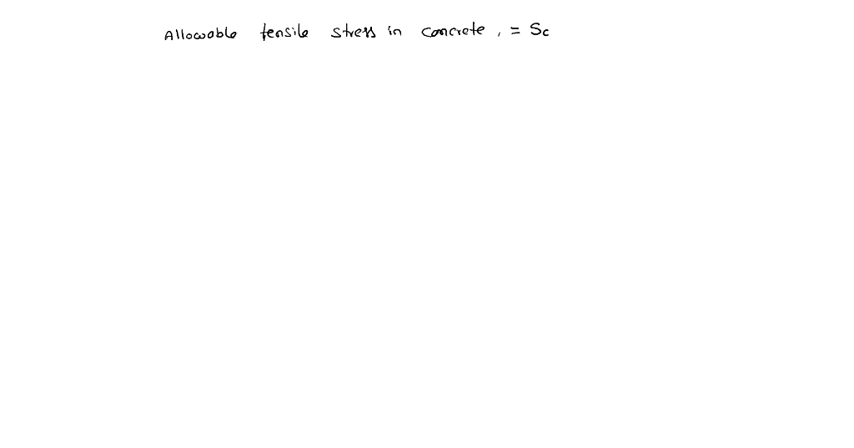 Allowable tensile stress in concrete, = Sc